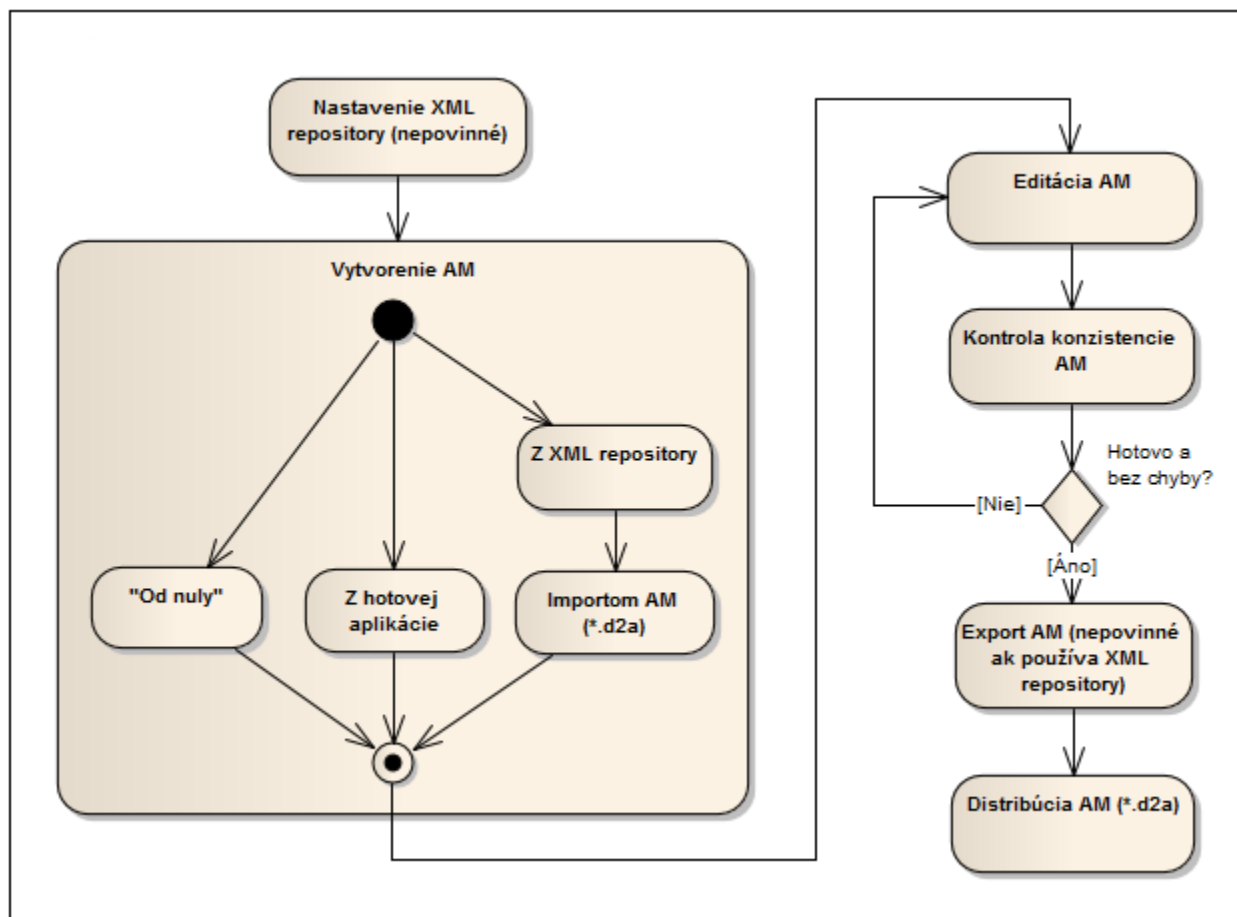 Nastavenie XML
repository (nepovinné)
Vytvorenie AM
Z XML repository
"Od nuly"
Z hotovej
aplikácie
Importom AM
(*.d2a)
Editácia AM
Kontrola konzistencie
AM
Hotovo a
bez chyby?
[Nie]
[Áno]
Export AM (nepovinné
ak používa XML
repository)
Distribúcia AM (*.d2a)